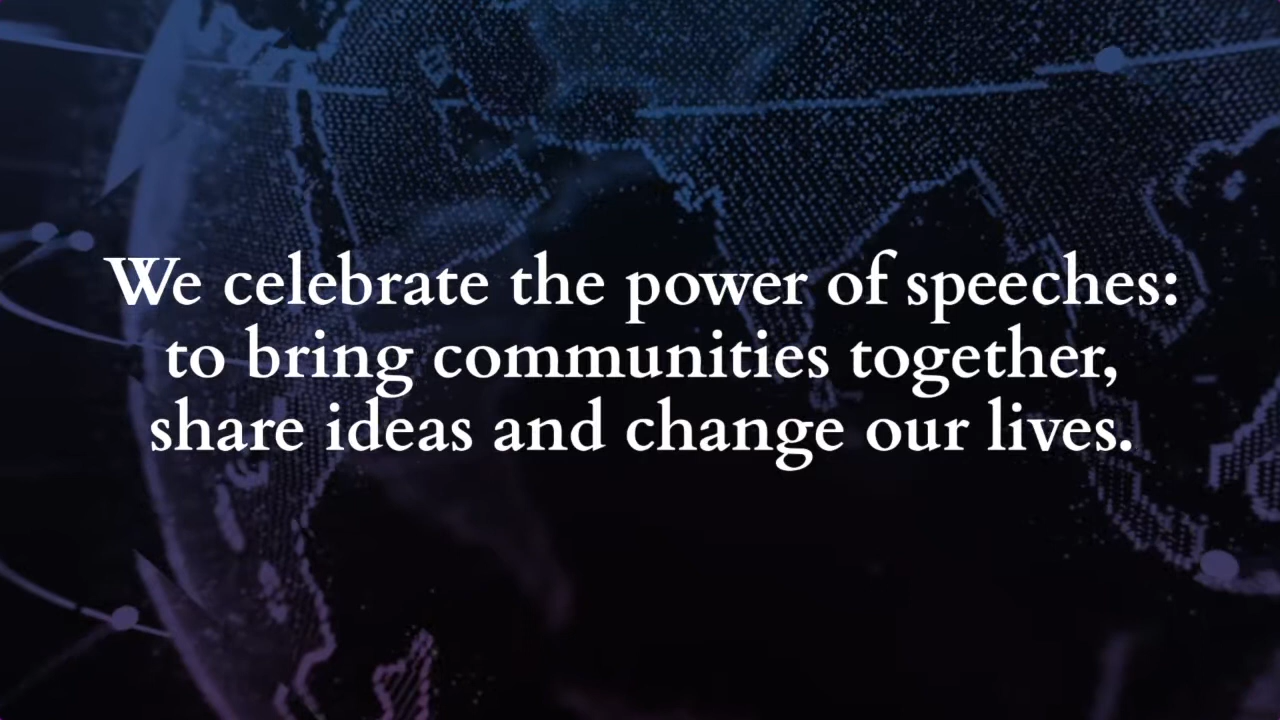 We celebrate the power of speeches:
to bring communities together,
share ideas and change our lives.